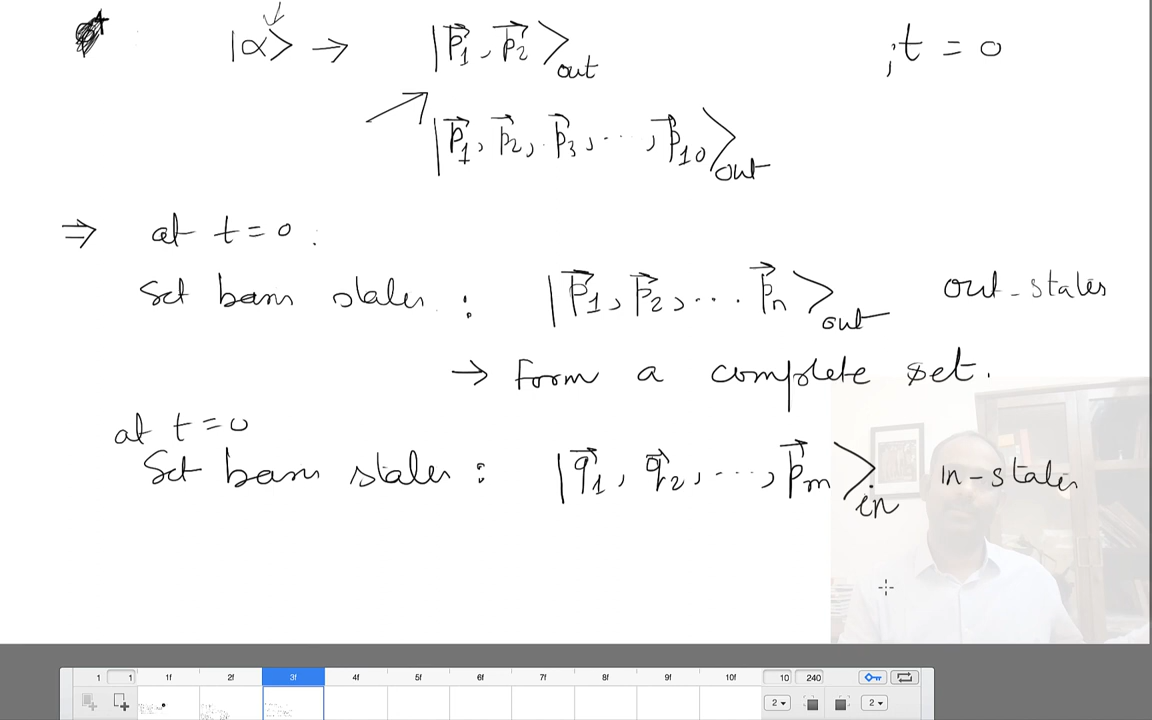 |α⟩ → |p⃗₁, p⃗₂⟩out ; t = 0
|p⃗₁, p⃗₂, p⃗₃, ..., p⃗₁₀⟩out
⇒ at t = 0.
Set basis states : |p⃗₁, p⃗₂, ... p⃗n⟩out out-states
→ form a complete set.
at t = 0
Set basis states : |q⃗₁, q⃗₂, ..., p⃗m⟩in in-states
1 1 1f 2f 3f 4f 5f 6f 7f 8f 9f 10f 10 240
2 2